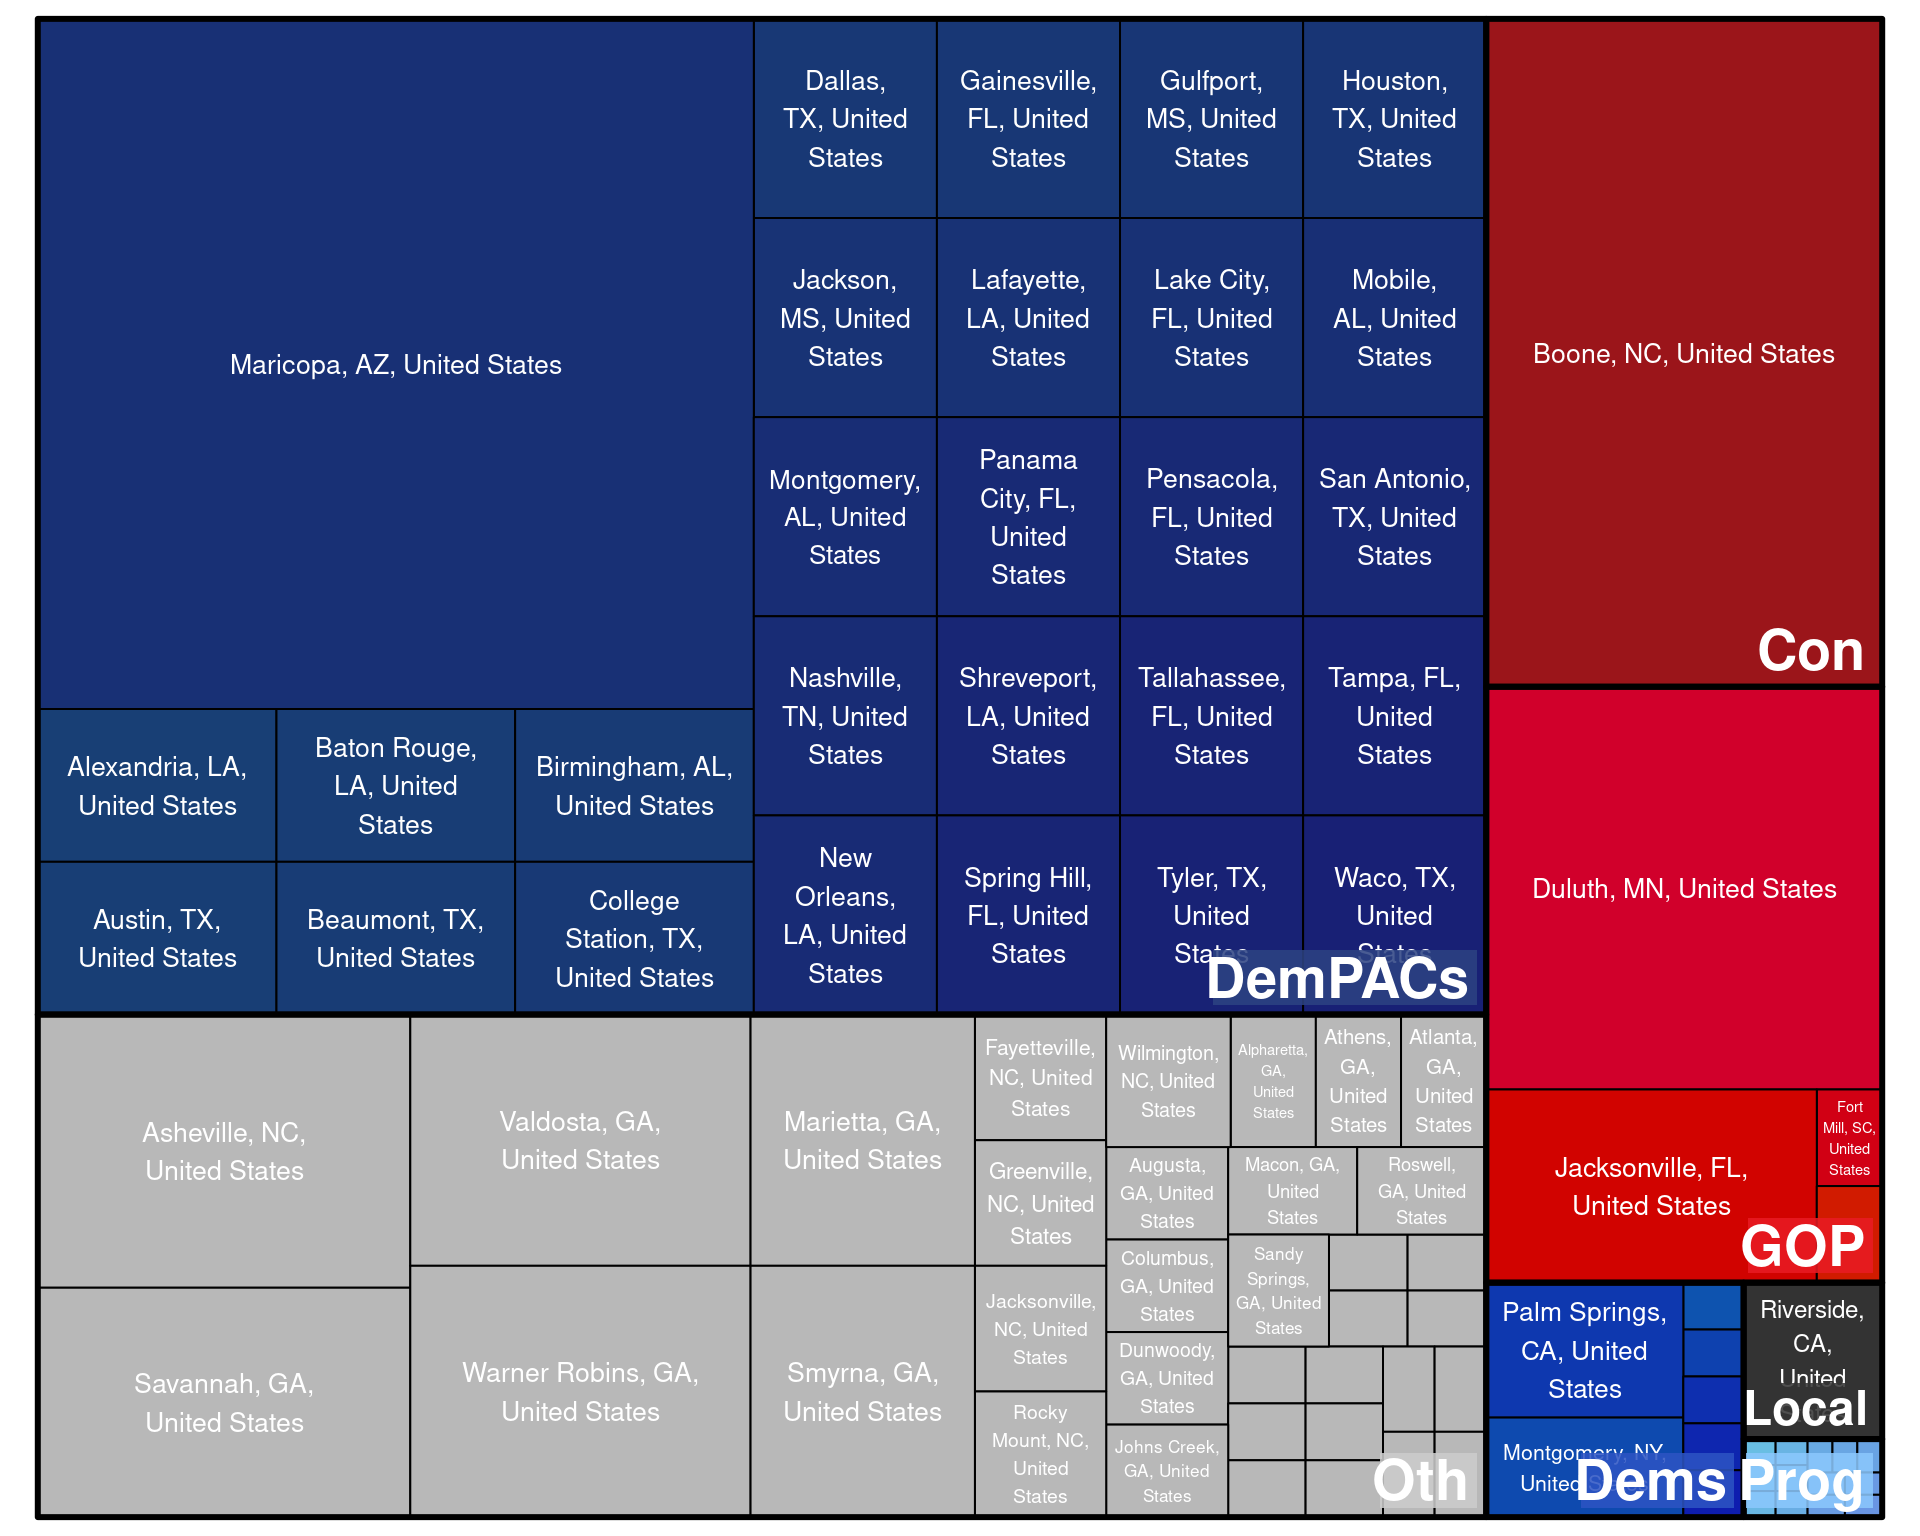 Maricopa, AZ, United States
Dallas,
TX, United
States
Gainesville,
FL, United
States
Gulfport,
MS, United
States
Houston,
TX, United
States
Jackson,
MS, United
States
Lafayette,
LA, United
States
Lake City,
FL, United
States
Mobile,
AL, United
States
Montgomery,
AL, United
States
Panama
City, FL,
United
States
Pensacola,
FL, United
States
San Antonio,
TX, United
States
Nashville,
TN, United
States
Shreveport,
LA, United
States
Tallahassee,
FL, United
States
Tampa, FL,
United
States
Alexandria, LA,
United States
Baton Rouge,
LA, United
States
Birmingham, AL,
United States
Austin, TX,
United States
Beaumont, TX,
United States
College
Station, TX,
United States
New
Orleans,
LA, United
States
Spring Hill,
FL, United
States
Tyler, TX,
United
States
Waco, TX,
United
States
DemPACs
Boone, NC, United States
Con
Duluth, MN, United States
Jacksonville, FL,
United States
Fort
Mill, SC,
United
States
GOP
Asheville, NC,
United States
Valdosta, GA,
United States
Marietta, GA,
United States
Savannah, GA,
United States
Warner Robins, GA,
United States
Smyrna, GA,
United States
Fayetteville,
NC, United
States
Greenville,
NC, United
States
Jacksonville,
NC, United
States
Rocky
Mount, NC,
United
States
Wilmington,
NC, United
States
Alpharetta,
GA,
United
States
Athens,
GA,
United
States
Atlanta,
GA,
United
States
Augusta,
GA, United
States
Macon, GA,
United
States
Roswell,
GA, United
States
Columbus,
GA, United
States
Sandy
Springs,
GA, United
States
Dunwoody,
GA, United
States
Johns Creek,
GA, United
States
Oth
Palm Springs,
CA, United
States
Montgomery, NY,
United States
Dems
Riverside,
CA,
United
Local
Prog